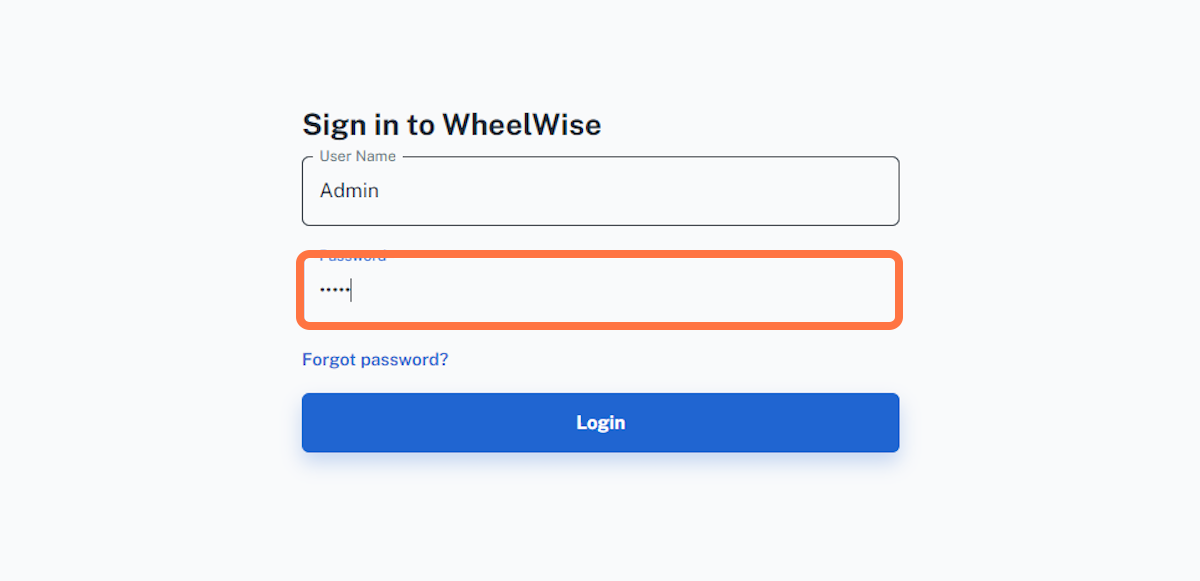 Sign in to WheelWise
User Name
Admin
Password
•••••
Forgot password?
Login